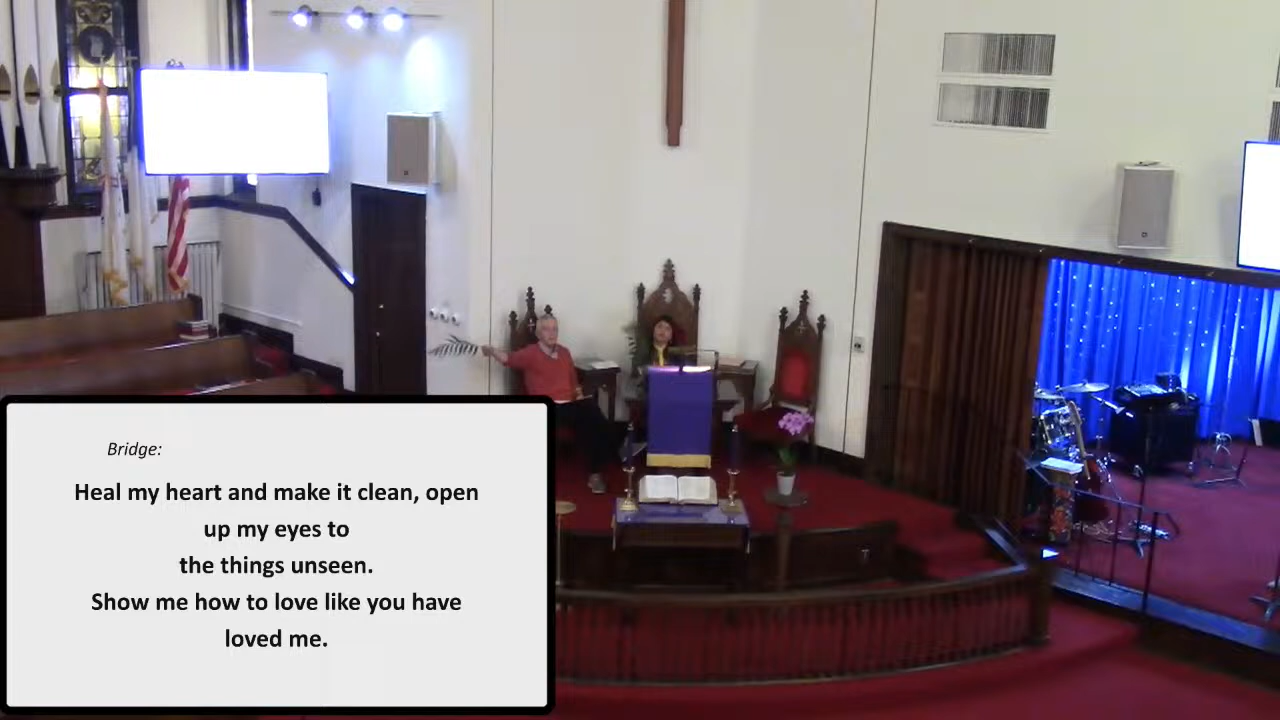 Bridge:
Heal my heart and make it clean, open
up my eyes to
the things unseen.
Show me how to love like you have
loved me.